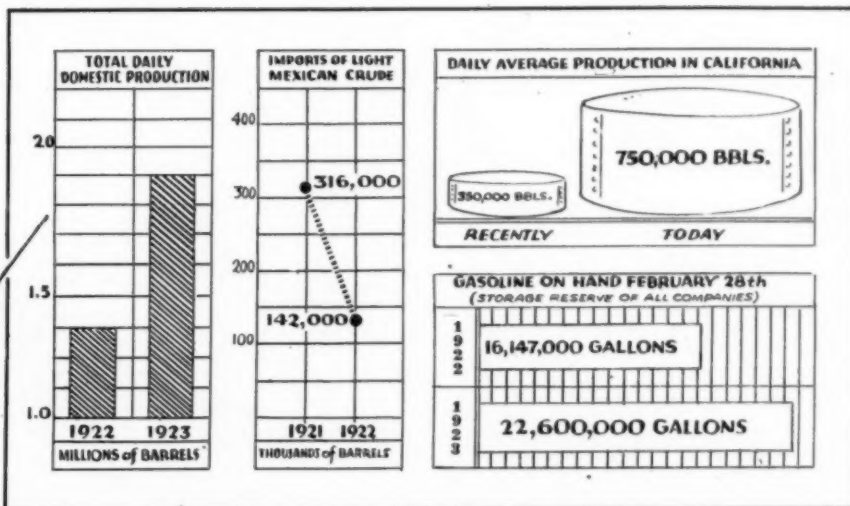 TOTAL DAILY
DOMESTIC PRODUCTION
2.0
1.5
1.0
1922 1923
MILLIONS of BARRELS
IMPORTS OF LIGHT
MEXICAN CRUDE
400
316,000
300
200
142,000
100
1921 1922
THOUSANDS of BARRELS
DAILY AVERAGE PRODUCTION IN CALIFORNIA
350,000 BBLS.
750,000 BBLS.
RECENTLY TODAY
GASOLINE ON HAND FEBRUARY 28th
(STORAGE RESERVE OF ALL COMPANIES)
1922
16,147,000 GALLONS
1923
22,600,000 GALLONS